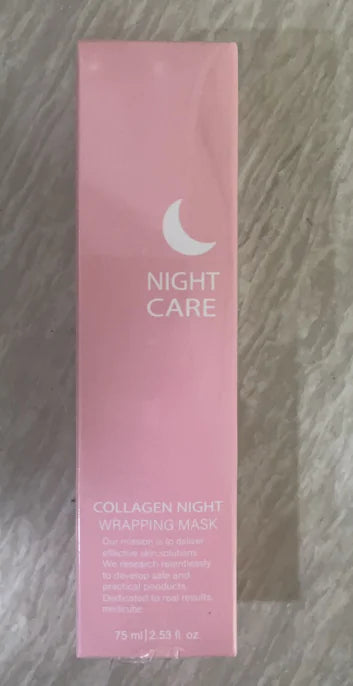 NIGHT
CARE
COLLAGEN NIGHT
WRAPPING MASK
Our mission is to deliver
effective skin solutions.
We research relentlessly
to develop safe and
practical products.
Dedicated to real results,
medicube.
75 ml|2.53 fl. oz.